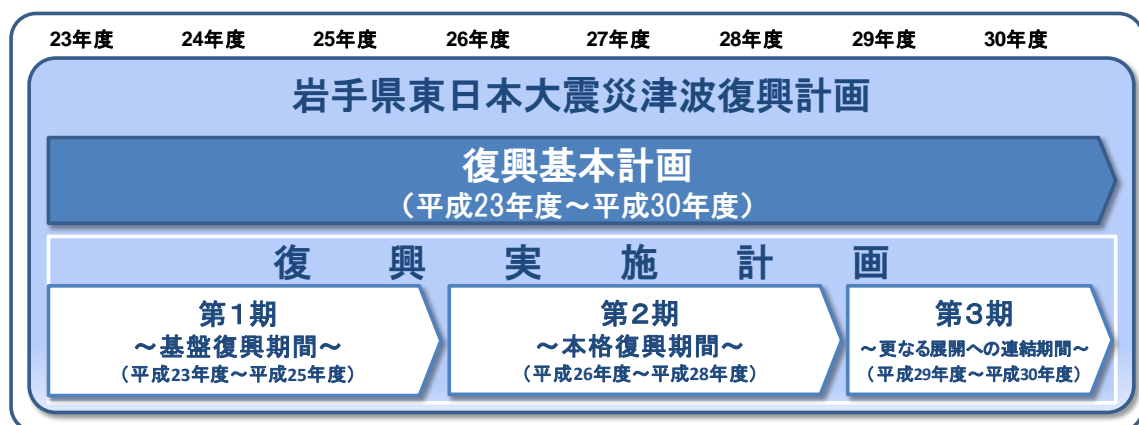 23年度 24年度 25年度 26年度 27年度 28年度 29年度 30年度
岩手県東日本大震災津波復興計画
復興基本計画
(平成23年度～平成30年度)
復興実施計画
第１期
～基盤復興期間～
(平成23年度～平成25年度)
第２期
～本格復興期間～
(平成26年度～平成28年度)
第３期
～更なる展開への連結期間～
(平成29年度～平成30年度)